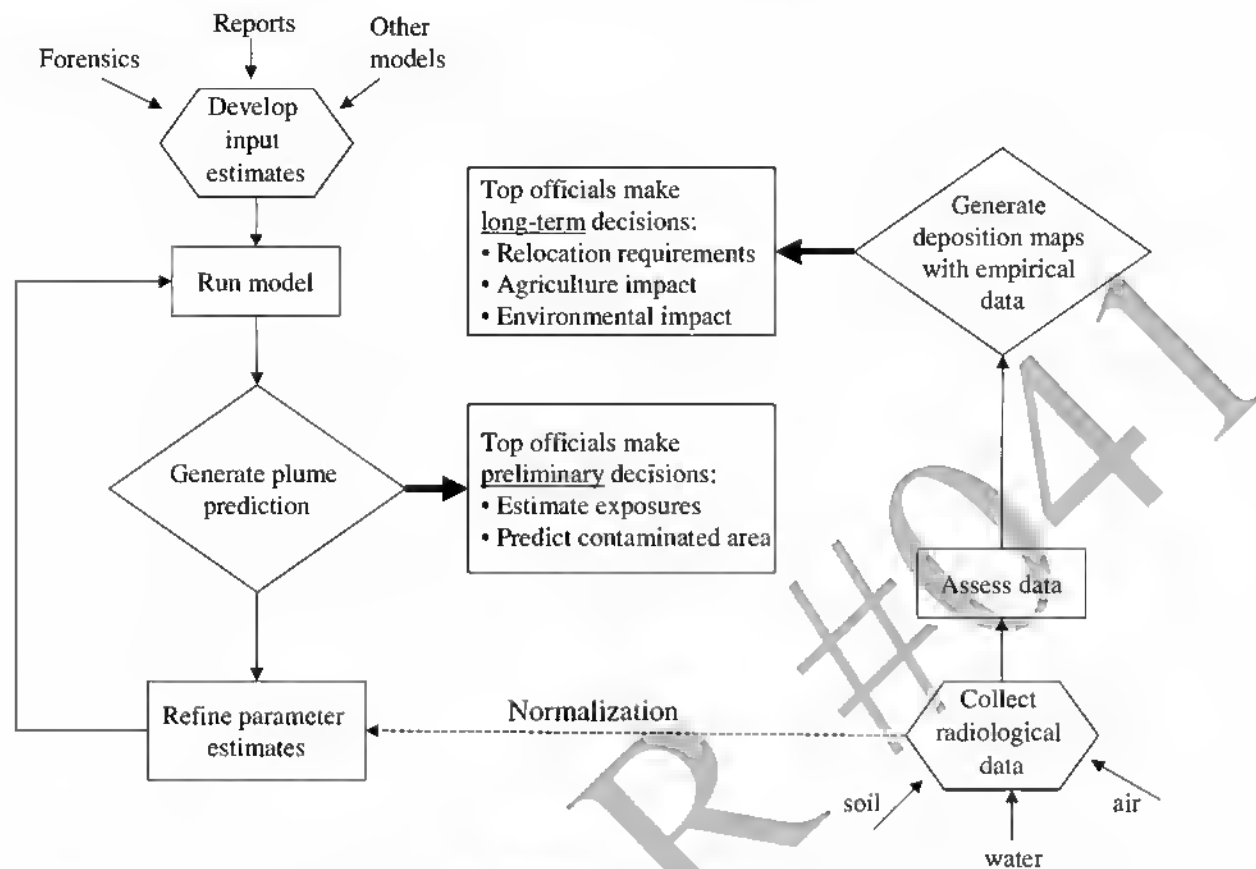 Reports
Other
models
Forensics
Develop
input
estimates
Run model
Generate plume
prediction
Refine parameter
estimates
Top officials make
long-term decisions:
• Relocation requirements
• Agriculture impact
• Environmental impact
Top officials make
preliminary decisions:
• Estimate exposures
• Predict contaminated area
Generate
deposition maps
with empirical
data
Assess data
Collect
radiological
data
Normalization
soil
water
air
R #041